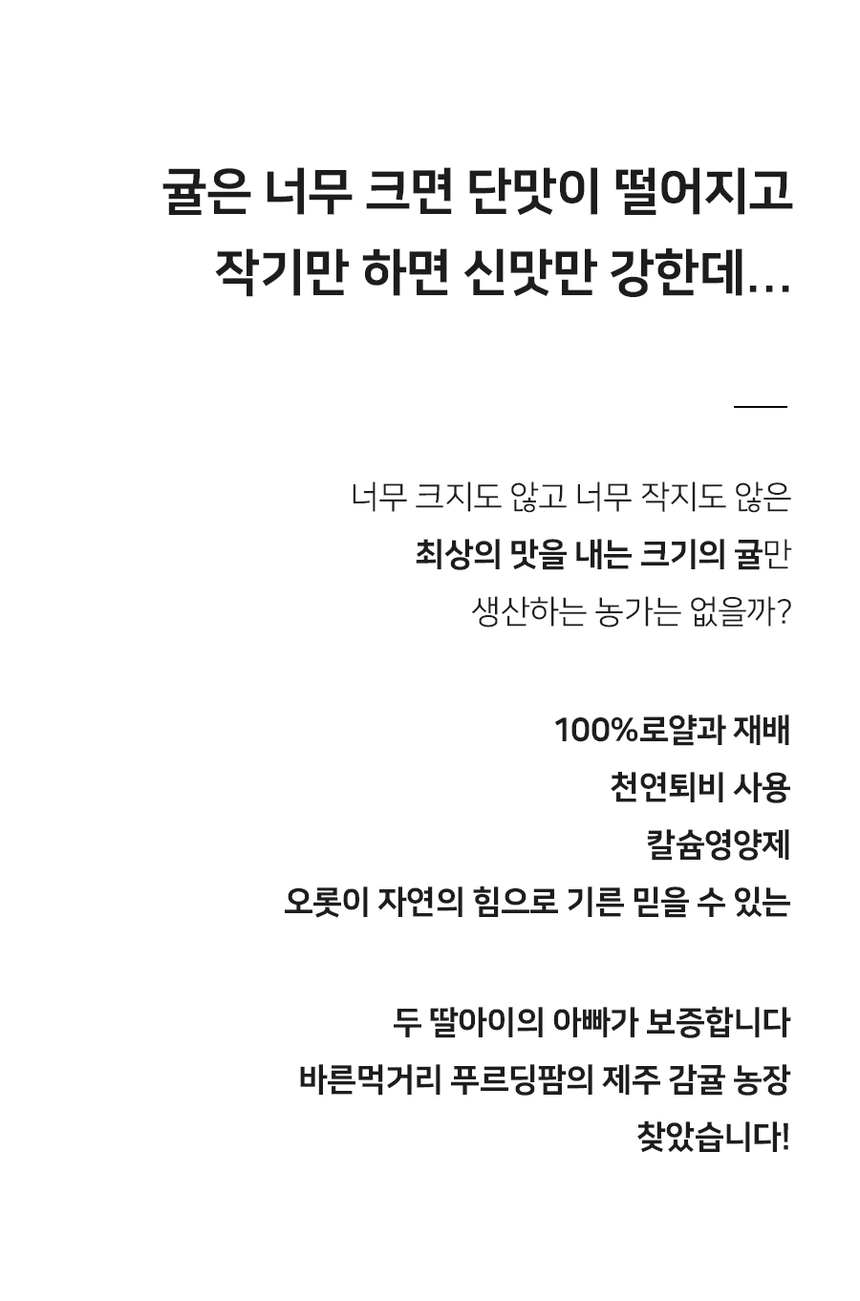 귤은 너무 크면 단맛이 떨어지고
작기만 하면 신맛만 강한데...
너무 크지도 않고 너무 작지도 않은
최상의 맛을 내는 크기의 귤만
생산하는 농가는 없을까?
100%로얄과 재배
천연퇴비 사용
칼슘영양제
오롯이 자연의 힘으로 기른 믿을 수 있는
두 딸아이의 아빠가 보증합니다
바른먹거리 푸르딩팜의 제주 감귤 농장
찾았습니다!